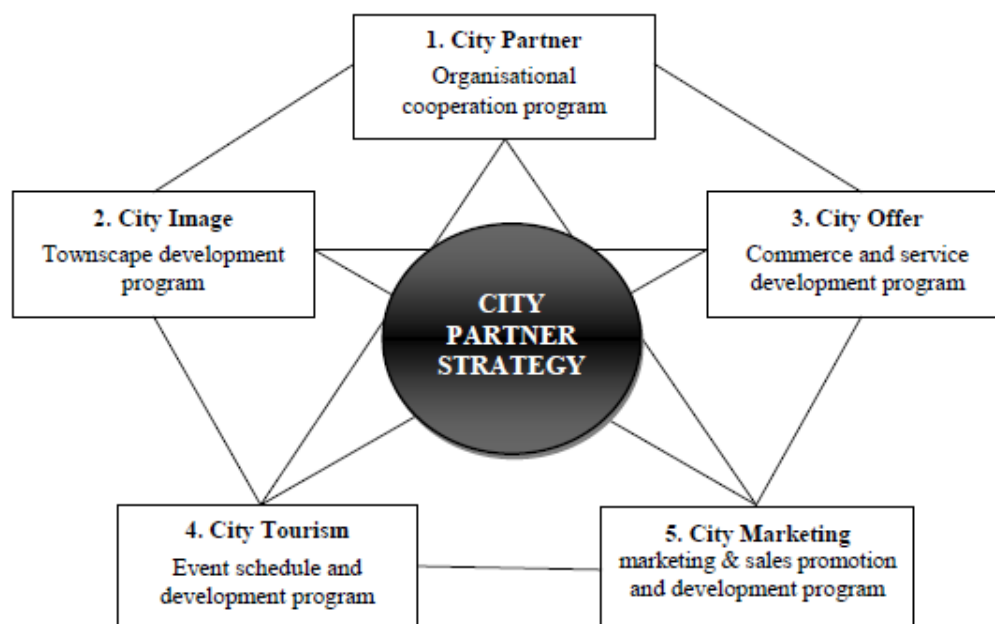 1. City Partner
Organisational
cooperation program
2. City Image
Townscape development
program
3. City Offer
Commerce and service
development program
CITY
PARTNER
STRATEGY
4. City Tourism
Event schedule and
development program
5. City Marketing
marketing & sales promotion
and development program